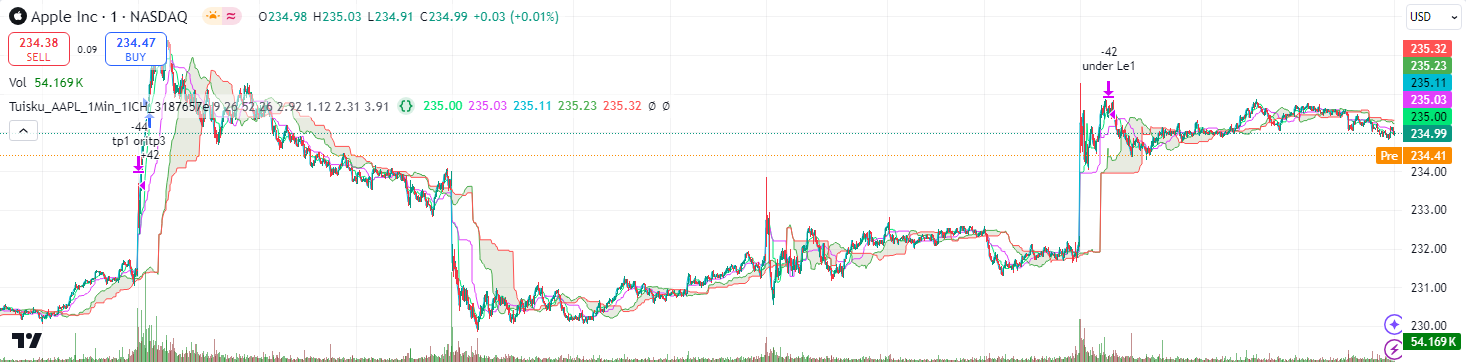 Apple Inc · 1 · NASDAQ
O234.98 H235.03 L234.91 C234.99 +0.03 (+0.01%)
USD
234.38
SELL
0.09
234.47
BUY
Vol 54.169 K
Tuisku_AAPL_1Min_1ICH_3187657e 9 26 52 26 2.92 1.12 2.31 3.91 {} 235.00 235.03 235.11 235.23 235.32 Ø Ø
-44
-42
-42
under Le1
235.32
235.23
235.11
235.03
235.00
234.99
Pre 234.41
234.00
233.00
232.00
231.00
230.00
54.169 K